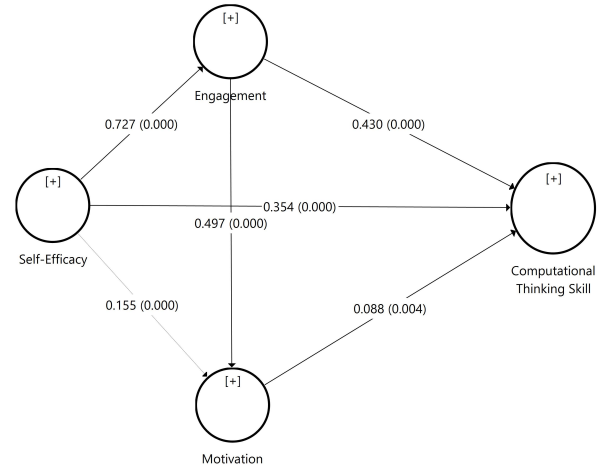 [+]
Engagement
0.727 (0.000)
0.430 (0.000)
[+]
[+]
0.354 (0.000)
0.497 (0.000)
Self-Efficacy
Computational
Thinking Skill
0.155 (0.000)
0.088 (0.004)
[+]
Motivation